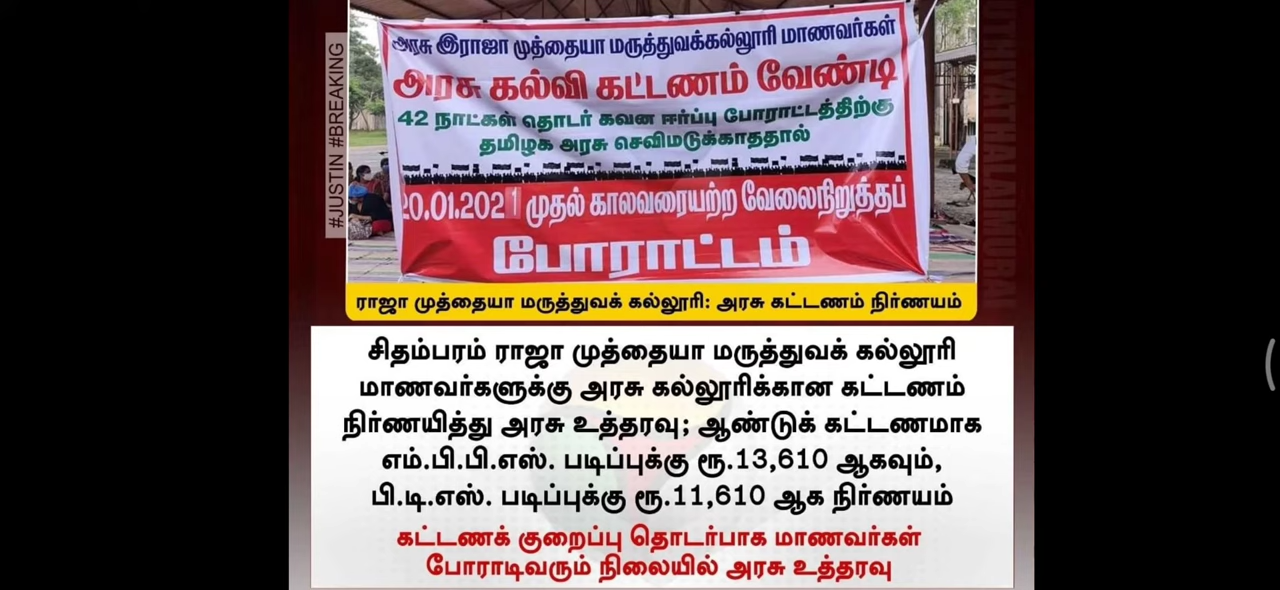 அரசு இராஜா முத்தையா மருத்துவக்கல்லூரி மாணவர்கள்
அரசு கல்வி கட்டணம் வேண்டி
42 நாட்கள் தொடர் கவன ஈர்ப்பு போராட்டத்திற்கு
தமிழக அரசு செவிமடுக்காததால்
20.01.2021 முதல் காலவரையற்ற வேலைநிறுத்தப்
போராட்டம்
#JUSTIN #BREAKING
PUTHIYATHALAIMURAI
ராஜா முத்தையா மருத்துவக் கல்லூரி: அரசு கட்டணம் நிர்ணயம்
சிதம்பரம் ராஜா முத்தையா மருத்துவக் கல்லூரி
மாணவர்களுக்கு அரசு கல்லூரிக்கான கட்டணம்
நிர்ணயித்து அரசு உத்தரவு; ஆண்டுக் கட்டணமாக
எம்.பி.பி.எஸ். படிப்புக்கு ரூ.13,610 ஆகவும்,
பி.டி.எஸ். படிப்புக்கு ரூ.11,610 ஆக நிர்ணயம்
கட்டணக் குறைப்பு தொடர்பாக மாணவர்கள்
போராடிவரும் நிலையில் அரசு உத்தரவு